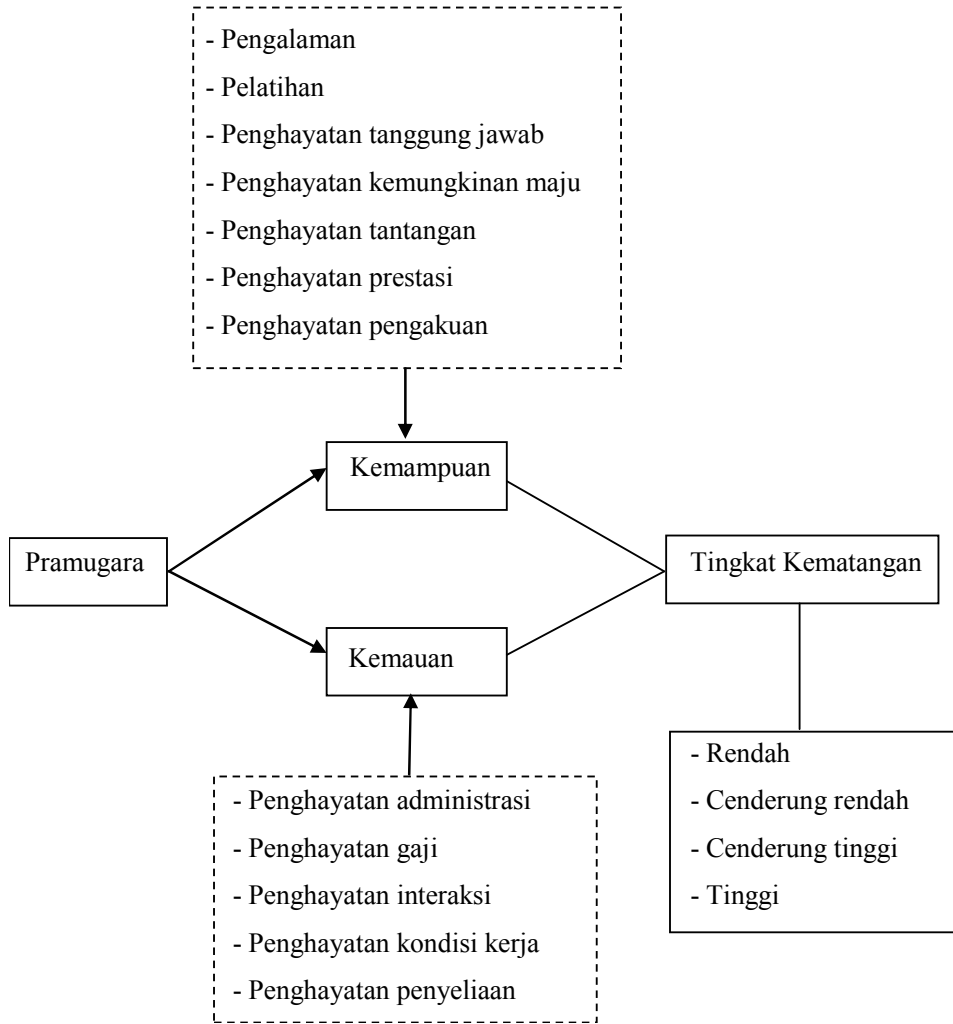 - Pengalaman
- Pelatihan
- Penghayatan tanggung jawab
- Penghayatan kemungkinan maju
- Penghayatan tantangan
- Penghayatan prestasi
- Penghayatan pengakuan
Kemampuan
Pramugara
Tingkat Kematangan
Kemauan
- Penghayatan administrasi
- Penghayatan gaji
- Penghayatan interaksi
- Penghayatan kondisi kerja
- Penghayatan penyeliaan
- Rendah
- Cenderung rendah
- Cenderung tinggi
- Tinggi